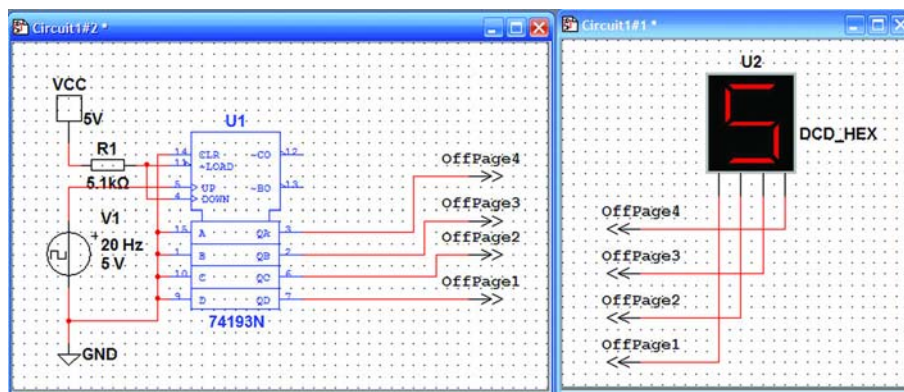 Circuit1#2 *
VCC
5V
R1
5.1kΩ
V1
20 Hz
5 V
GND
U1
14 CLR ~CO 12
11 ~LOAD
5 UP ~BO 13
4 DOWN
15 A QA 3
1 B QB 2
10 C QC 6
9 D QD 7
74193N
OffPage4
OffPage3
OffPage2
OffPage1
Circuit1#1 *
U2
5
DCD_HEX
OffPage4
OffPage3
OffPage2
OffPage1